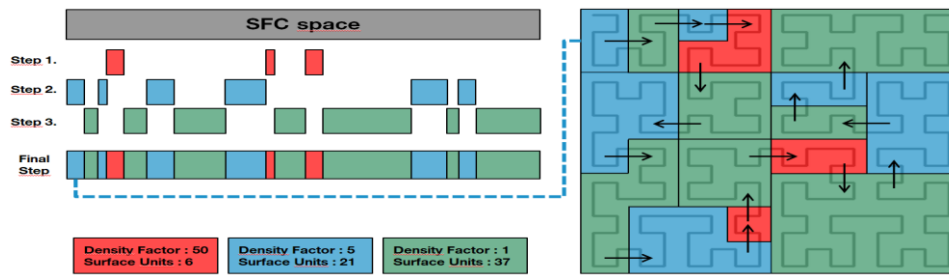 SFC space
Step 1.
Step 2.
Step 3.
Final
Step
Density Factor : 50
Surface Units : 6
Density Factor : 5
Surface Units : 21
Density Factor : 1
Surface Units : 37